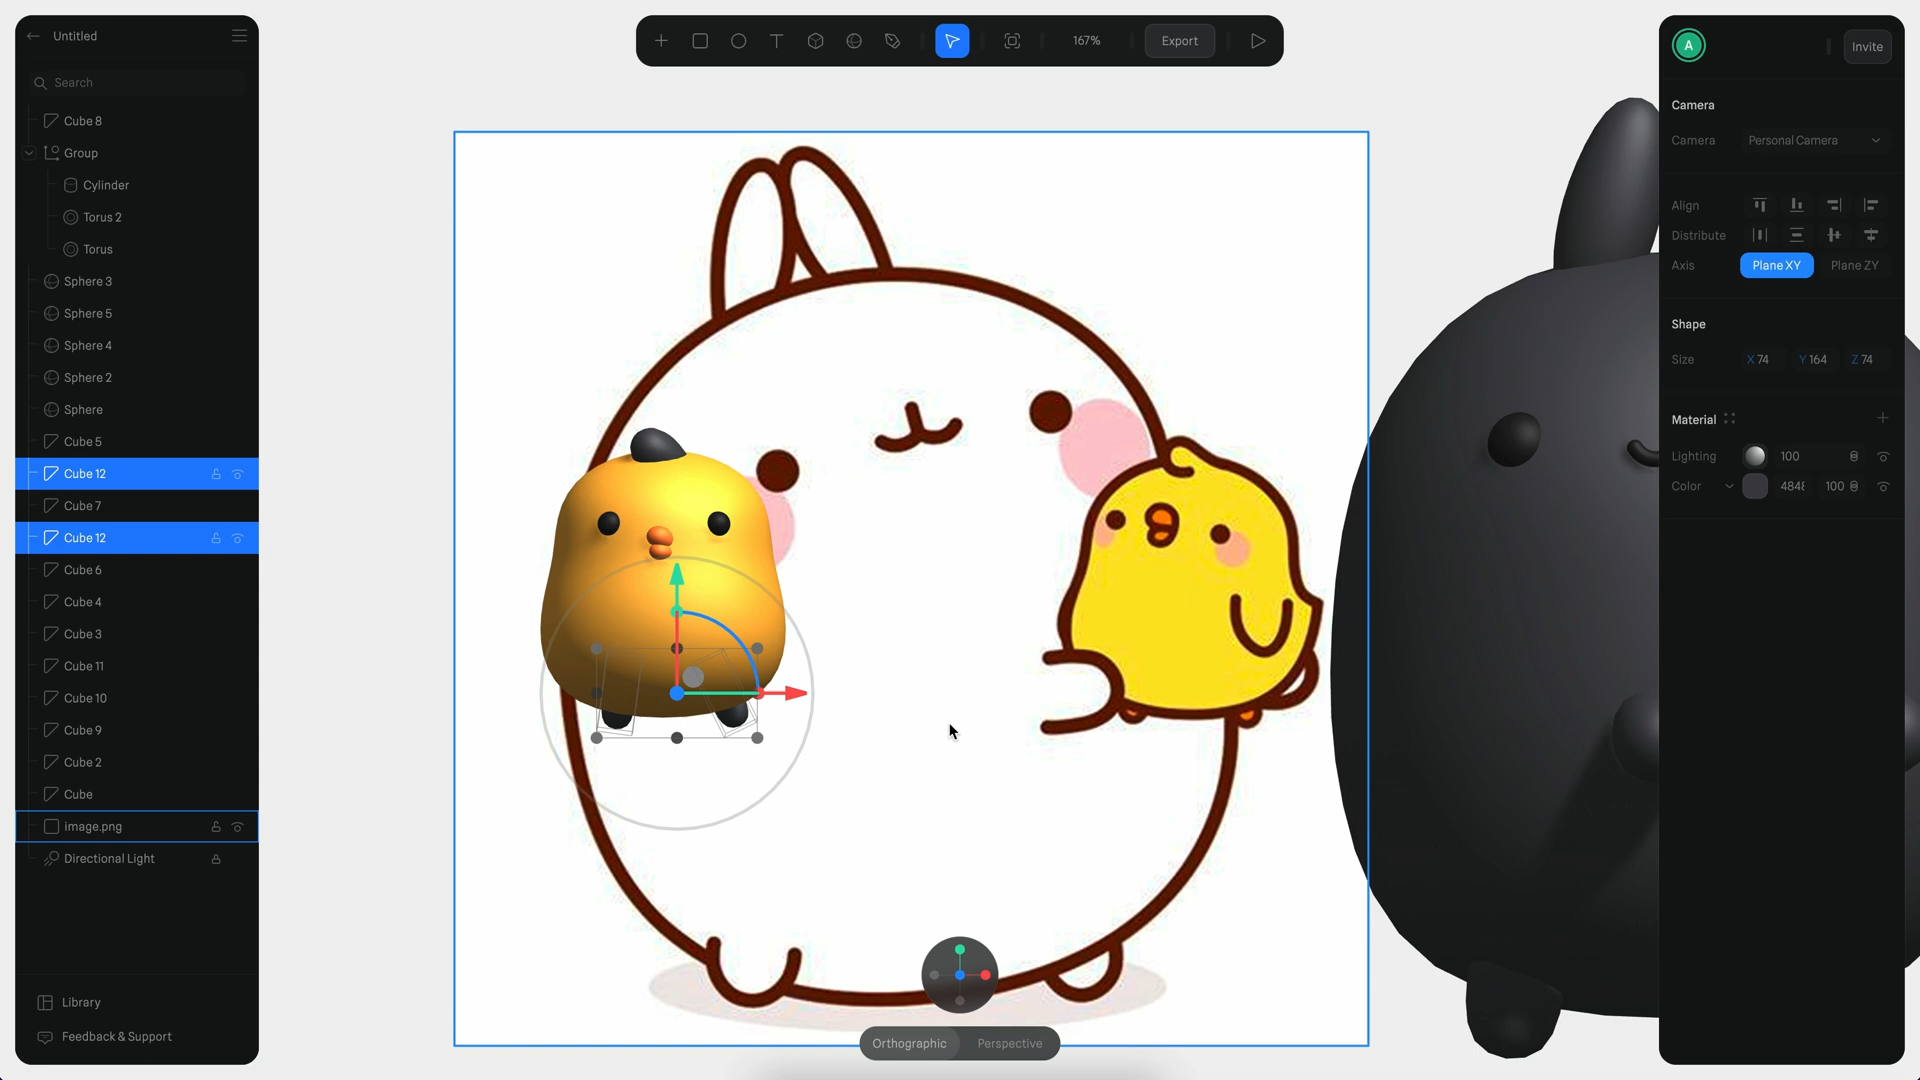 Untitled
Search
Cube 8
Group
Cylinder
Torus 2
Torus
Sphere 3
Sphere 5
Sphere 4
Sphere 2
Sphere
Cube 5
Cube 12
Cube 7
Cube 12
Cube 6
Cube 4
Cube 3
Cube 11
Cube 10
Cube 9
Cube 2
Cube
image.png
Directional Light
Library
Feedback & Support
T
167%
Export
Orthographic
Perspective
A
Invite
Camera
Camera Personal Camera
Align
Distribute
Axis Plane XY Plane ZY
Shape
Size X 74 Y 164 Z 74
Material
Lighting 100
Color 4848 100